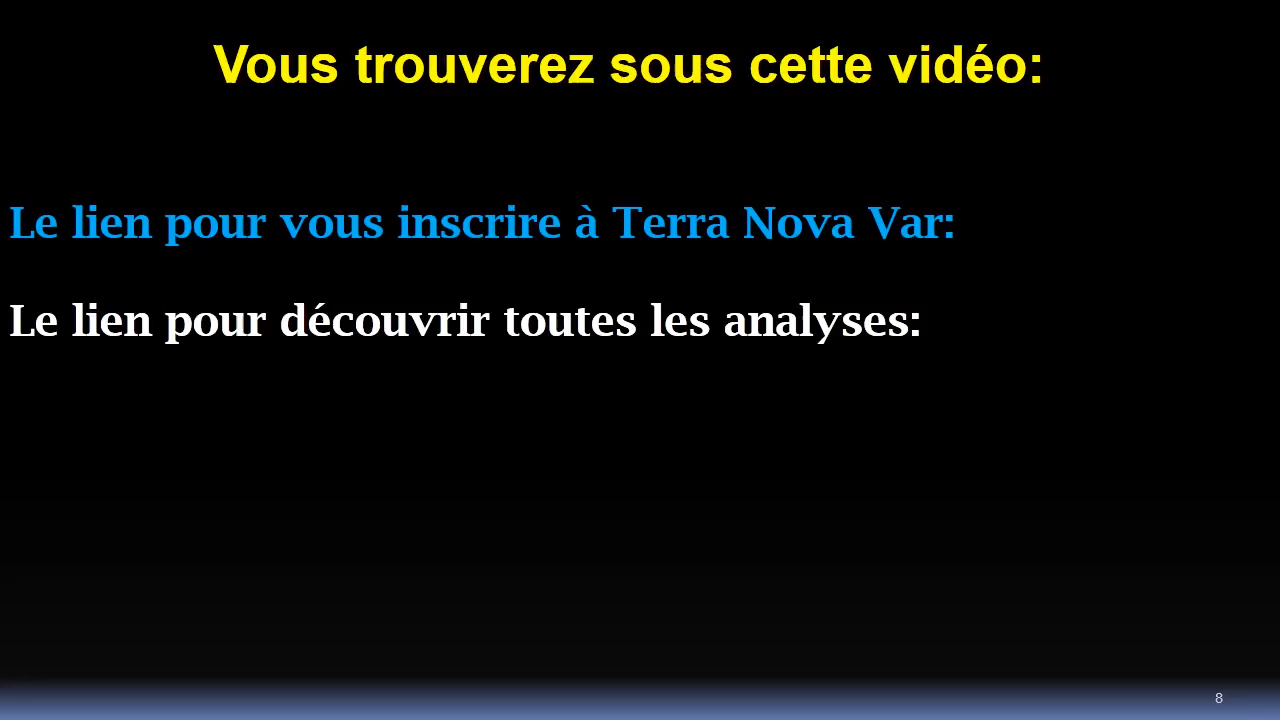 Vous trouverez sous cette vidéo:
Le lien pour vous inscrire à Terra Nova Var:
Le lien pour découvrir toutes les analyses:
8